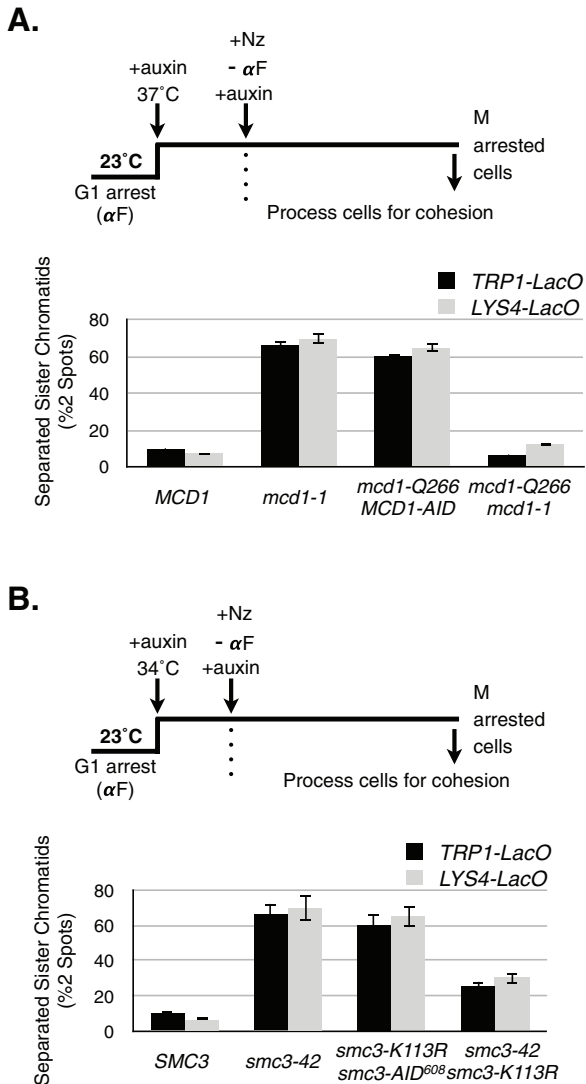 A.
+Nz
- αF
+auxin
+auxin
37˚C
M
arrested
cells
23˚C
G1 arrest
(αF)
Process cells for cohesion
TRP1-LacO
LYS4-LacO
Separated Sister Chromatids
(%2 Spots)
80
60
40
20
0
MCD1
mcd1-1
mcd1-Q266
MCD1-AID
mcd1-Q266
mcd1-1
B.
+Nz
- αF
+auxin
+auxin
34˚C
M
arrested
cells
23˚C
G1 arrest
(αF)
Process cells for cohesion
TRP1-LacO
LYS4-LacO
Separated Sister Chromatids
(%2 Spots)
80
60
40
20
0
SMC3
smc3-42
smc3-K113R
smc3-AID⁶⁰⁸
smc3-42
smc3-K113R